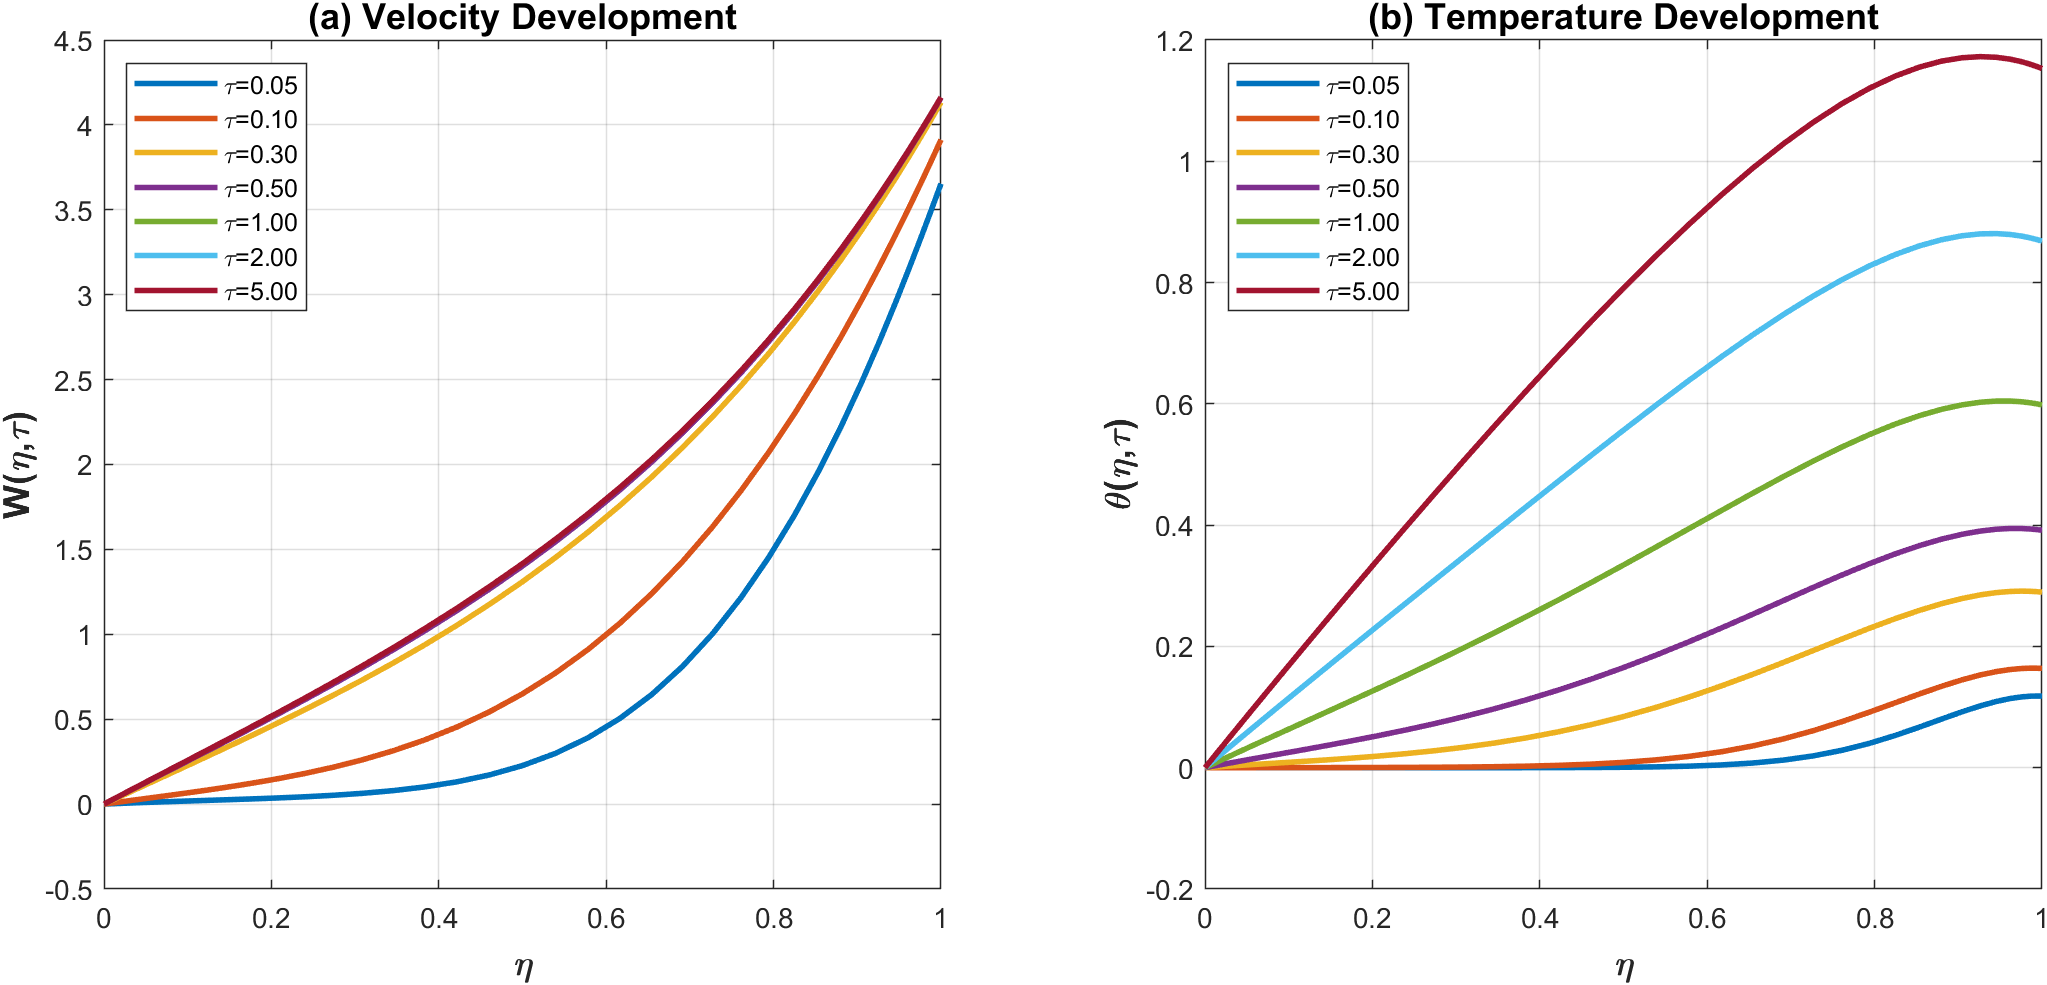 (a) Velocity Development
4.5
4
3.5
3
2.5
2
1.5
1
0.5
0
-0.5
0 0.2 0.4 0.6 0.8 1
W(η,τ)
η
τ=0.05
τ=0.10
τ=0.30
τ=0.50
τ=1.00
τ=2.00
τ=5.00
(b) Temperature Development
1.2
1
0.8
0.6
0.4
0.2
0
-0.2
0 0.2 0.4 0.6 0.8 1
θ(η,τ)
η
τ=0.05
τ=0.10
τ=0.30
τ=0.50
τ=1.00
τ=2.00
τ=5.00